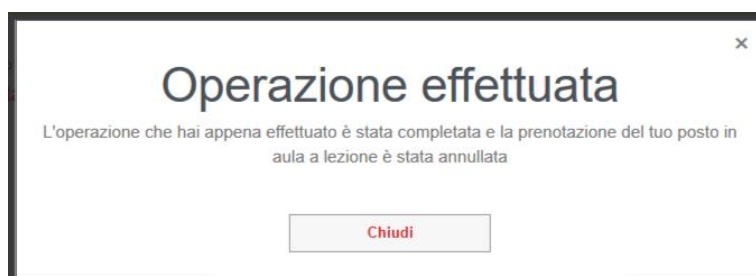 ×
Operazione effettuata
L'operazione che hai appena effettuato è stata completata e la prenotazione del tuo posto in
aula a lezione è stata annullata
Chiudi